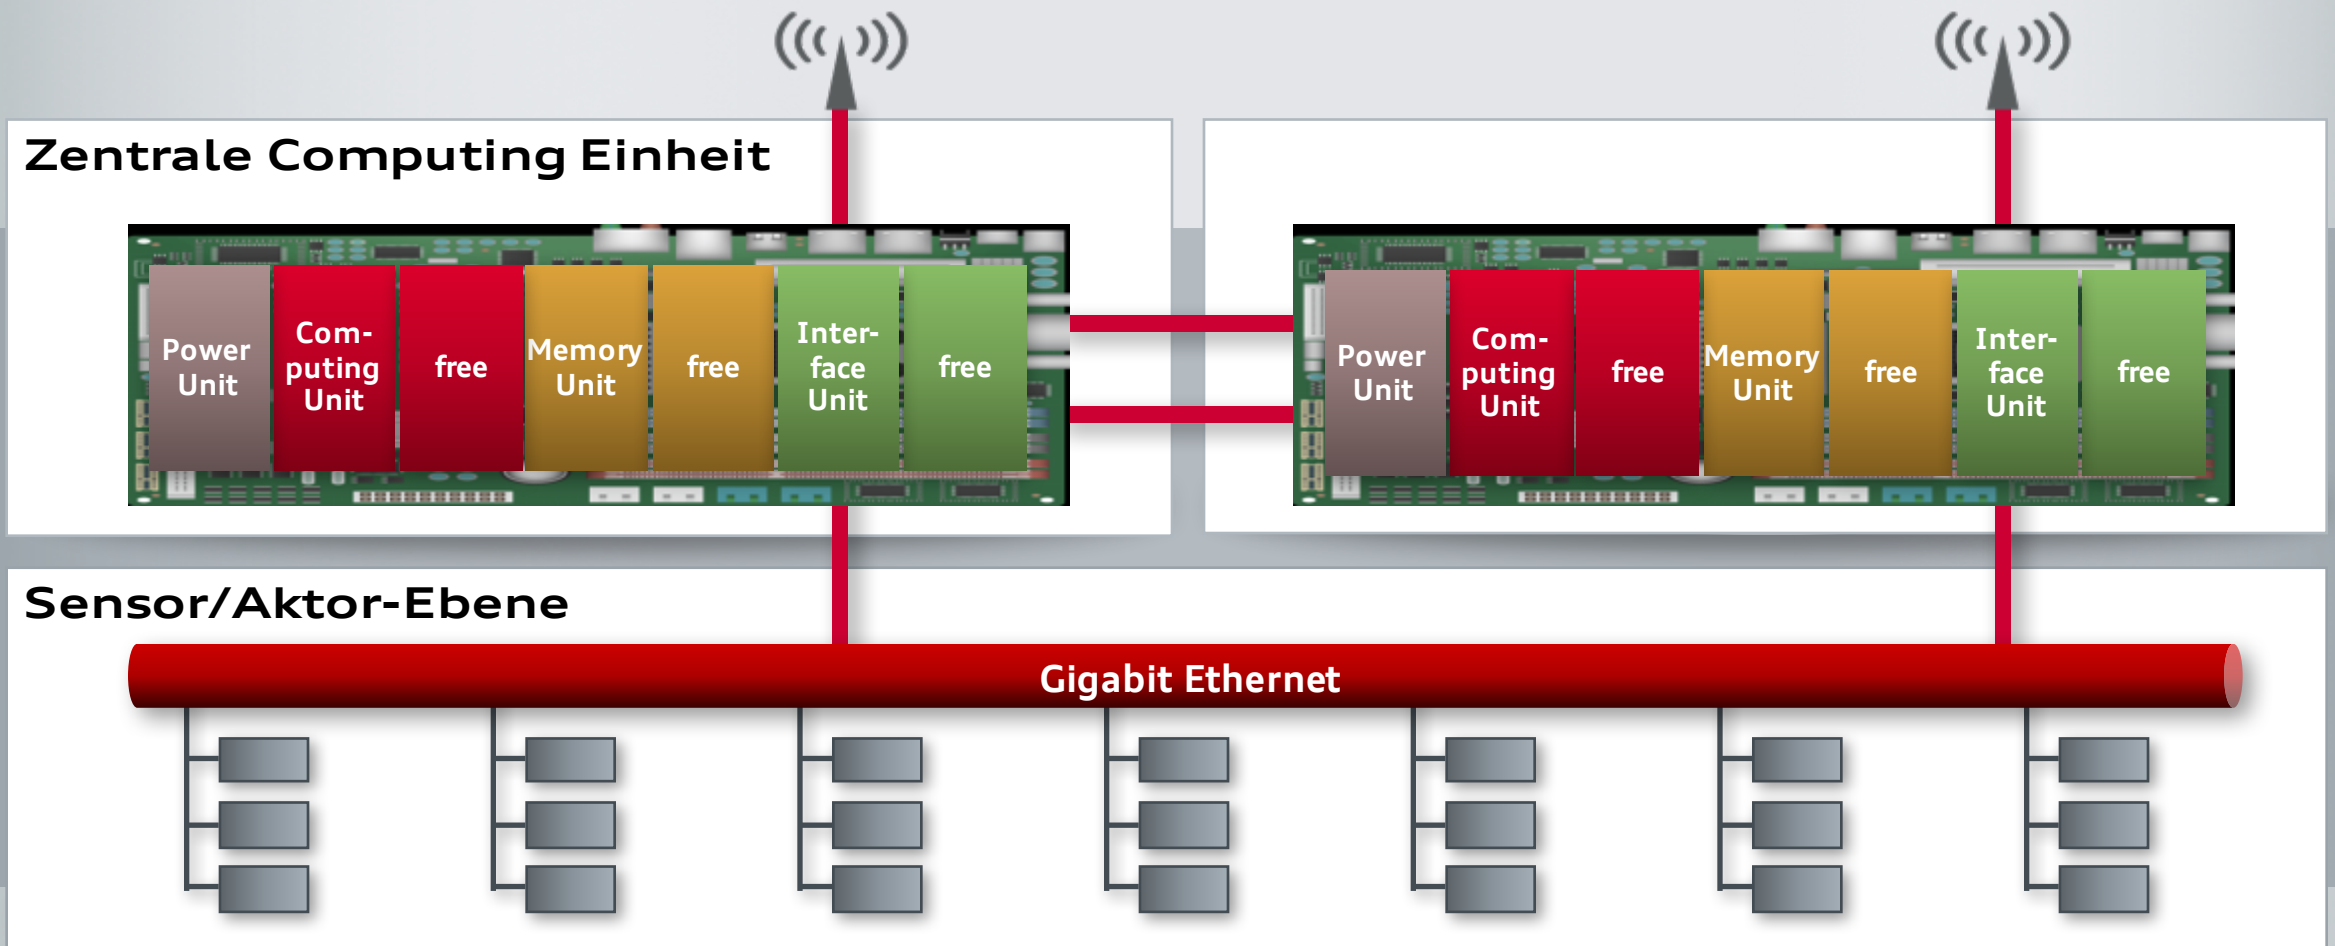 Zentrale Computing Einheit
Power
Unit
Com-
puting
Unit
free
Memory
Unit
free
Inter-
face
Unit
free
Power
Unit
Com-
puting
Unit
free
Memory
Unit
free
Inter-
face
Unit
free
Sensor/Aktor-Ebene
Gigabit Ethernet